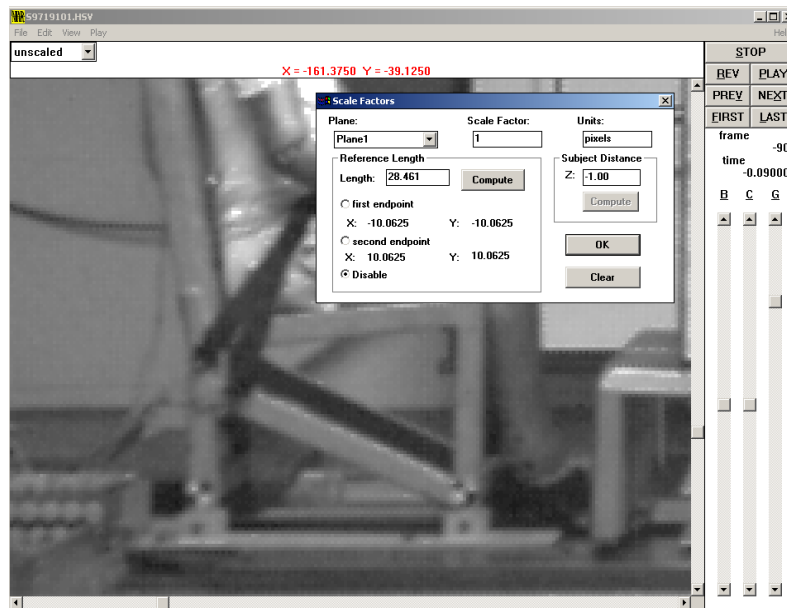 S9719101.HSV
File Edit View Play
unscaled
X = -161.3750 Y = -39.1250
STOP
REV PLAY
PREV NEXT
FIRST LAST
frame
-90
time
-0.09000
B C G
Scale Factors
Plane: Scale Factor: Units:
Plane1 1 pixels
Reference Length Subject Distance
Length: 28.461 Compute Z: -1.00
Compute
first endpoint
X: -10.0625 Y: -10.0625
second endpoint
X: 10.0625 Y: 10.0625
OK
Disable
Clear